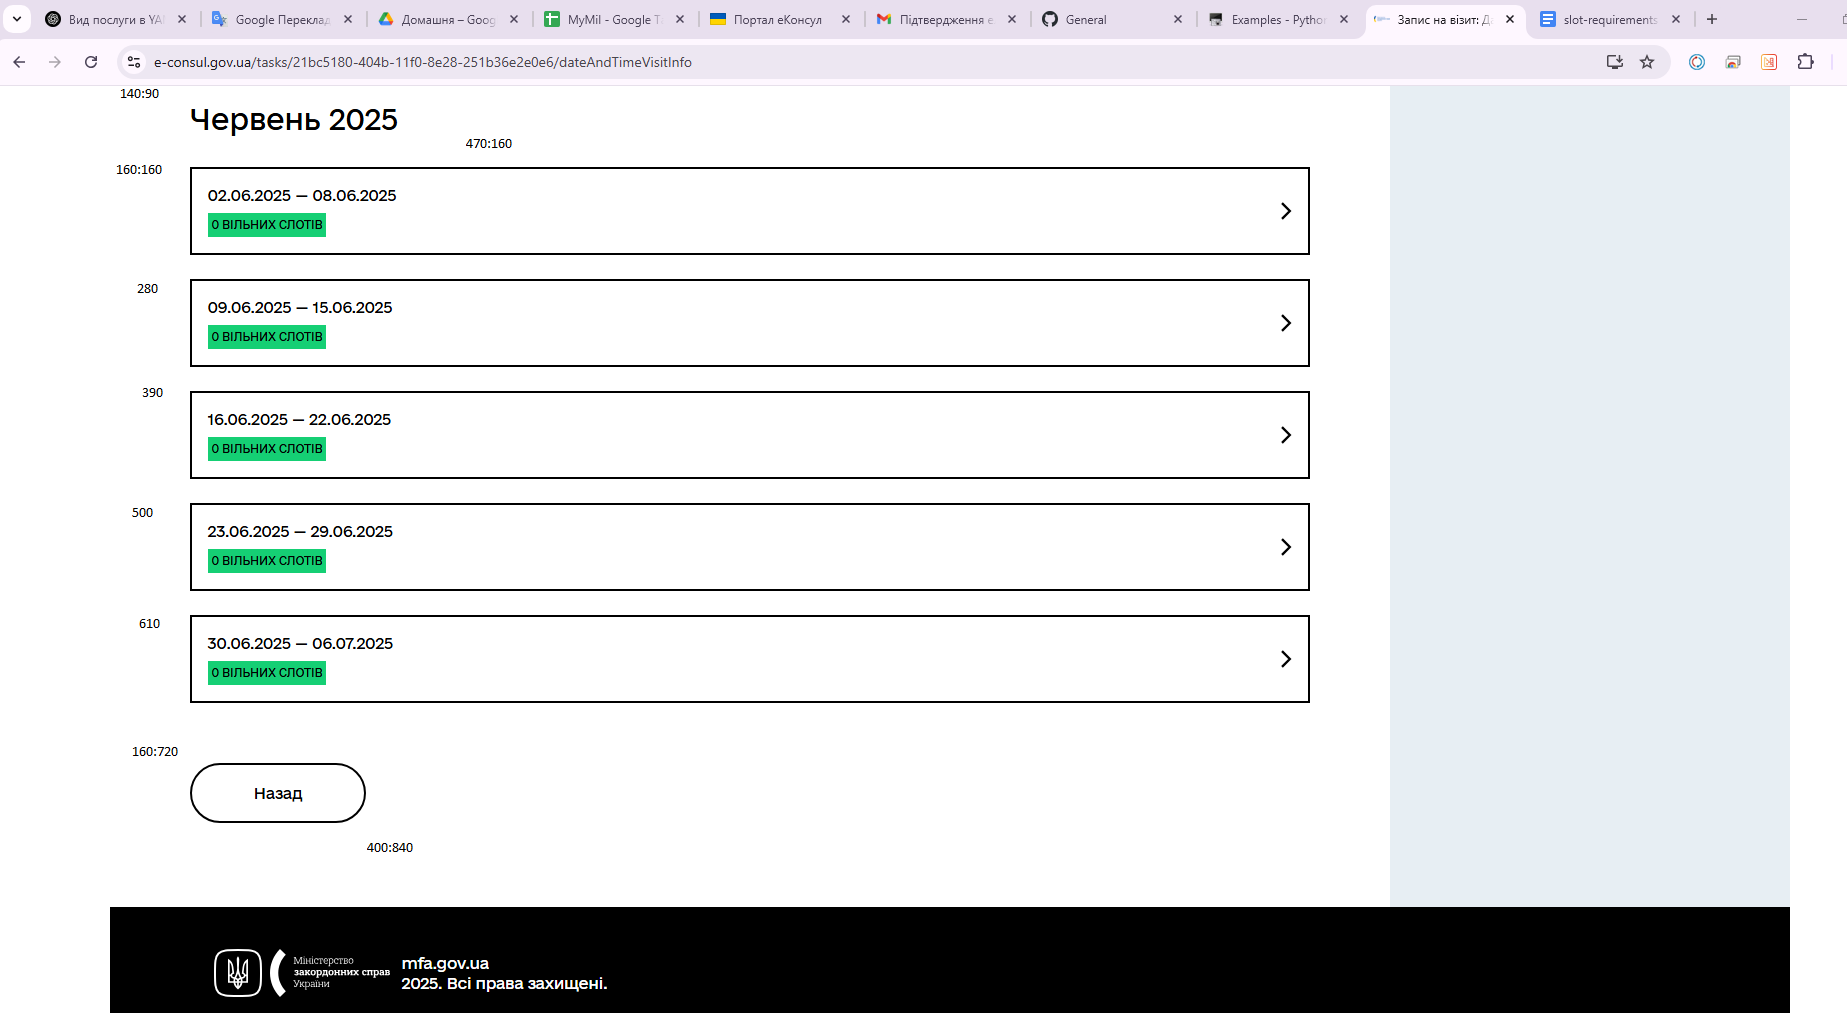 Вид послуги в YA
Google Переклад
Домашня – Goog
MyMil - Google Т
Портал еКонсул
Підтвердження е
General
Examples - Pytho
Запис на візит: Д
slot-requirements
e-consul.gov.ua/tasks/21bc5180-404b-11f0-8e28-251b36e2e0e6/dateAndTimeVisitInfo
140:90
Червень 2025
470:160
160:160
02.06.2025 — 08.06.2025
0 ВІЛЬНИХ СЛОТІВ
280
09.06.2025 — 15.06.2025
0 ВІЛЬНИХ СЛОТІВ
390
16.06.2025 — 22.06.2025
0 ВІЛЬНИХ СЛОТІВ
500
23.06.2025 — 29.06.2025
0 ВІЛЬНИХ СЛОТІВ
610
30.06.2025 — 06.07.2025
0 ВІЛЬНИХ СЛОТІВ
160:720
Назад
400:840
Міністерство
закордонних справ
України
mfa.gov.ua
2025. Всі права захищені.